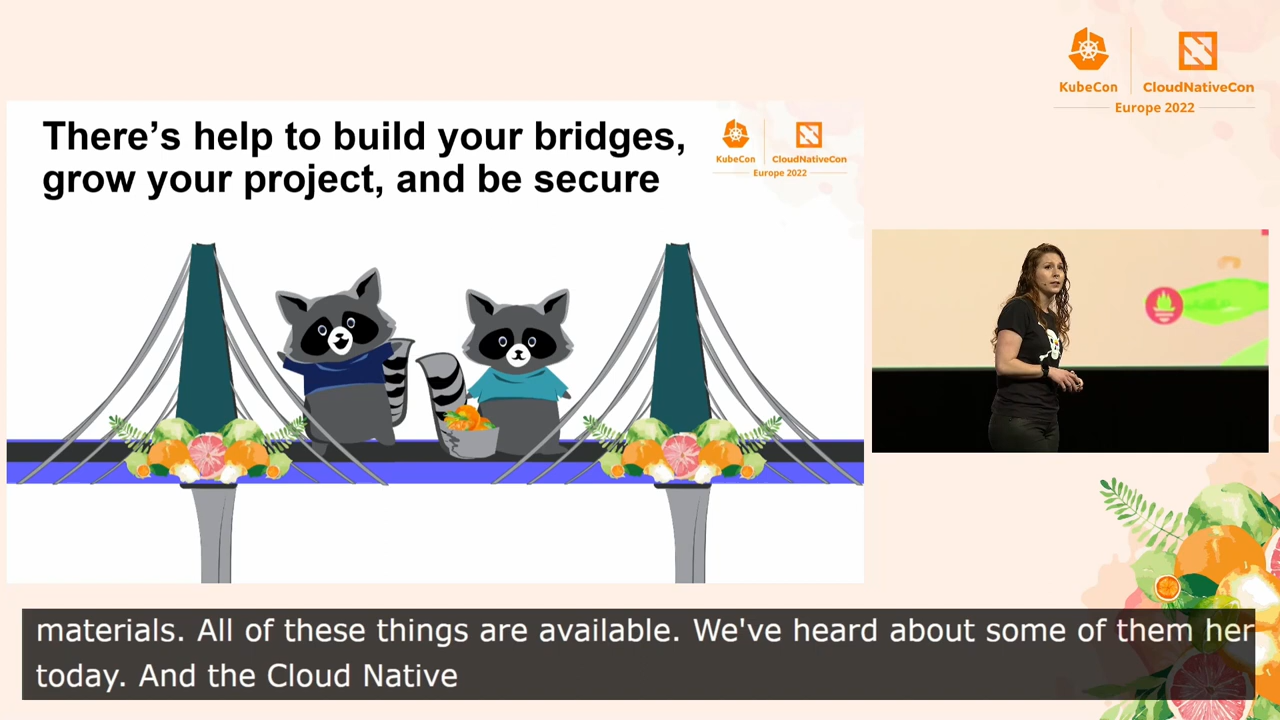 KubeCon
CloudNativeCon
Europe 2022
There's help to build your bridges,
grow your project, and be secure
KubeCon
CloudNativeCon
Europe 2022
materials. All of these things are available. We've heard about some of them her
today. And the Cloud Native